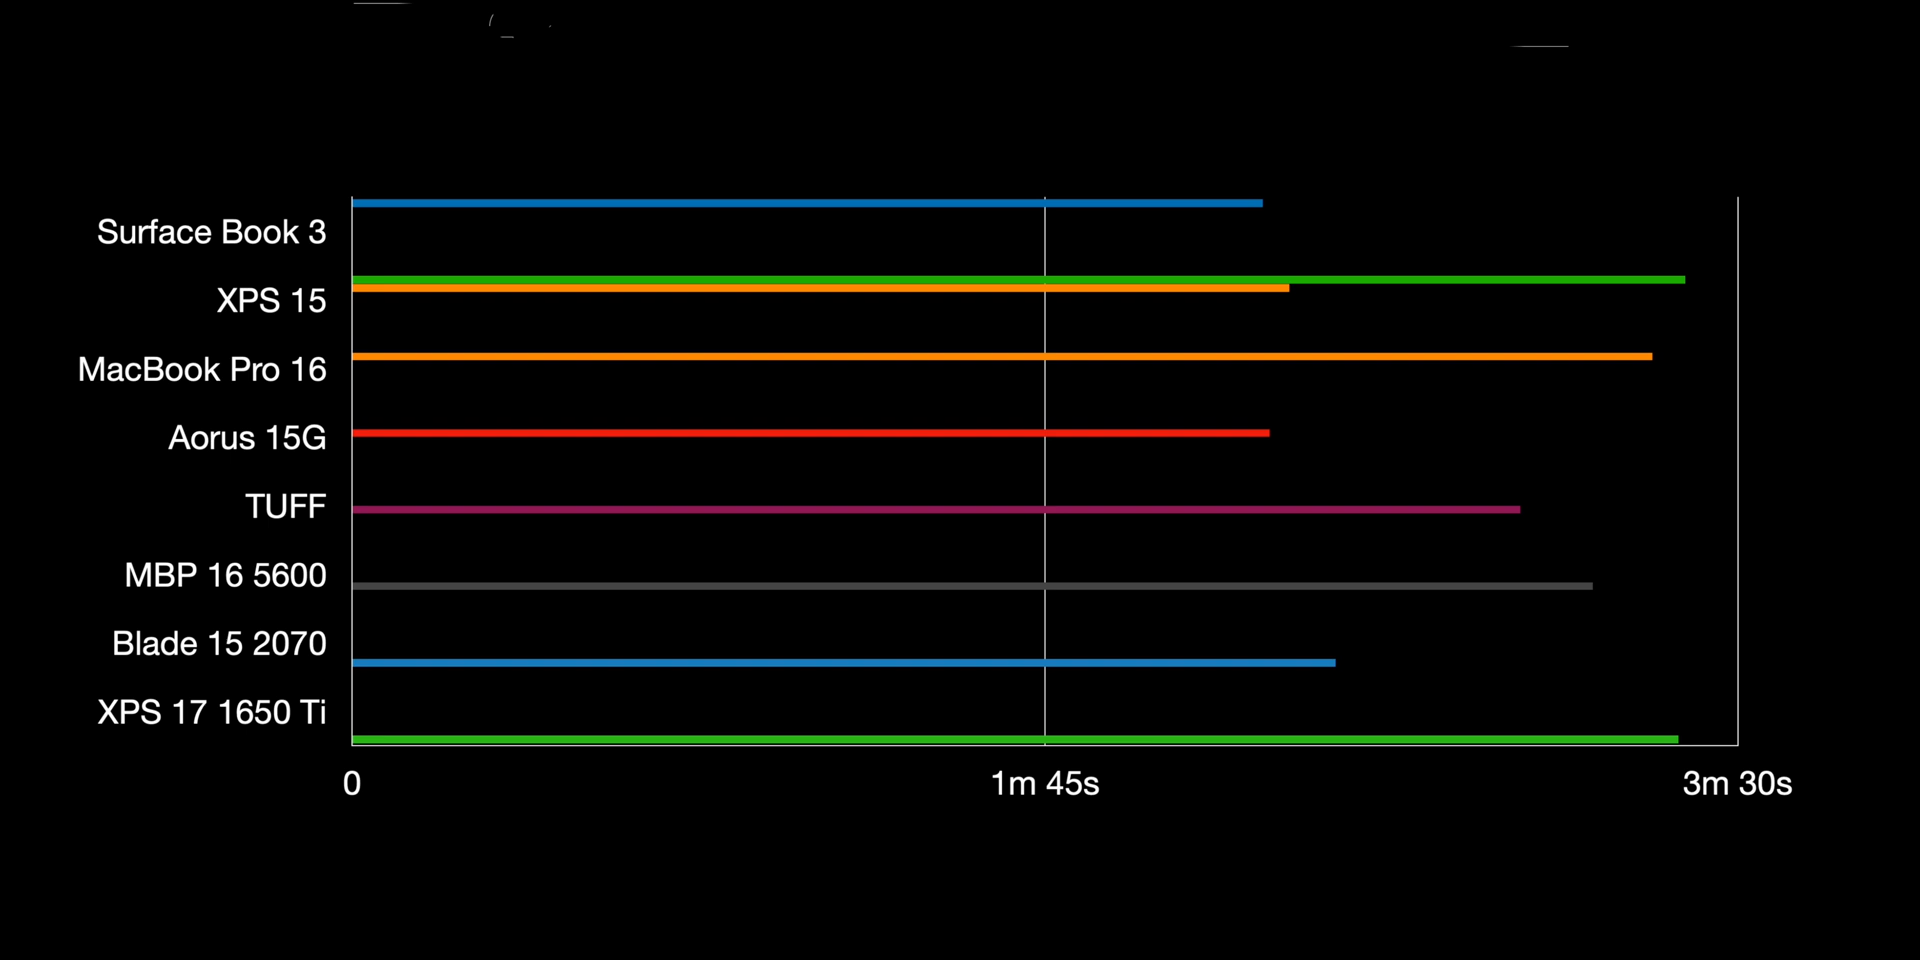 Surface Book 3
XPS 15
MacBook Pro 16
Aorus 15G
TUFF
MBP 16 5600
Blade 15 2070
XPS 17 1650 Ti
0
1m 45s
3m 30s